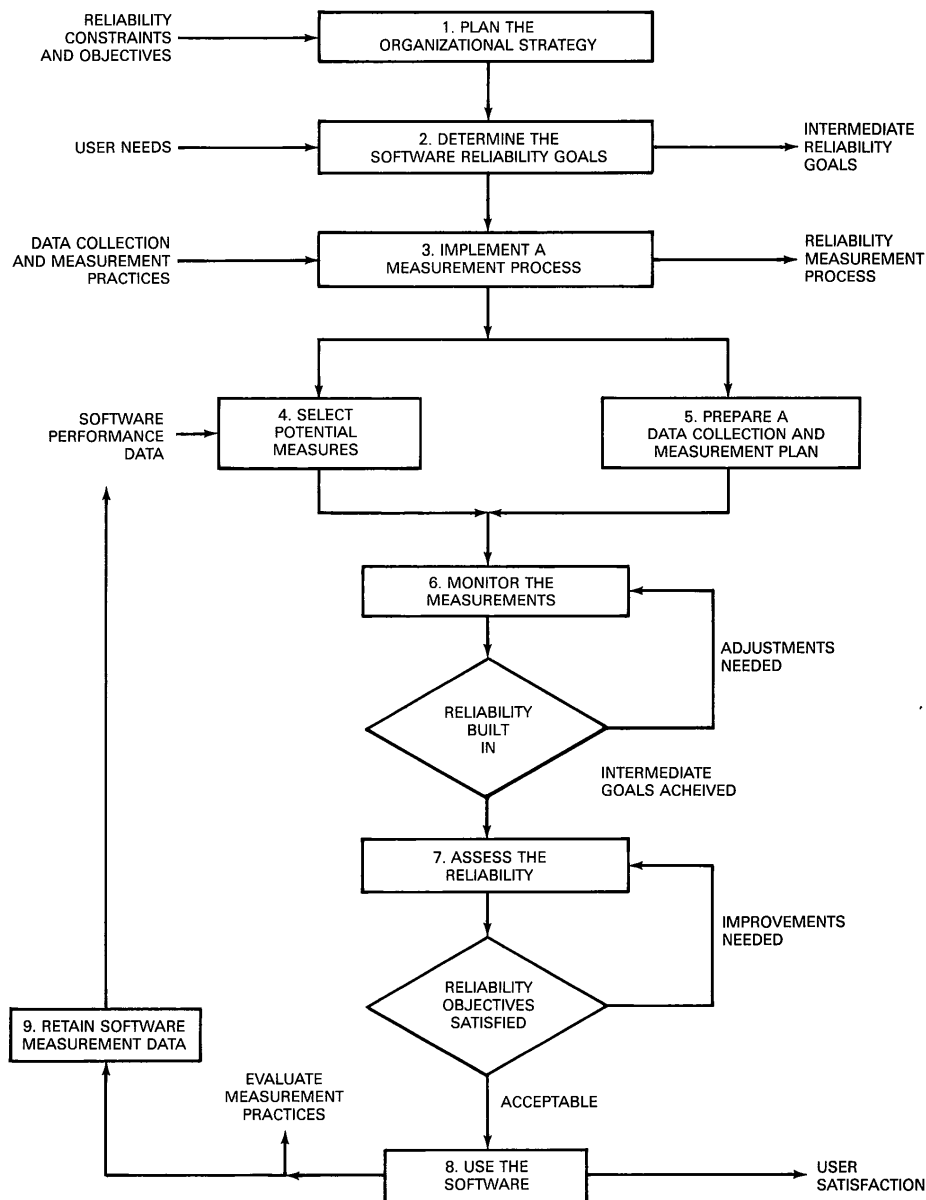 RELIABILITY
CONSTRAINTS
AND OBJECTIVES
1. PLAN THE
ORGANIZATIONAL STRATEGY
USER NEEDS
2. DETERMINE THE
SOFTWARE RELIABILITY GOALS
INTERMEDIATE
RELIABILITY
GOALS
DATA COLLECTION
AND MEASUREMENT
PRACTICES
3. IMPLEMENT A
MEASUREMENT PROCESS
RELIABILITY
MEASUREMENT
PROCESS
SOFTWARE
PERFORMANCE
DATA
4. SELECT
POTENTIAL
MEASURES
5. PREPARE A
DATA COLLECTION AND
MEASUREMENT PLAN
6. MONITOR THE
MEASUREMENTS
ADJUSTMENTS
NEEDED
RELIABILITY
BUILT
IN
INTERMEDIATE
GOALS ACHEIVED
7. ASSESS THE
RELIABILITY
IMPROVEMENTS
NEEDED
RELIABILITY
OBJECTIVES
SATISFIED
9. RETAIN SOFTWARE
MEASUREMENT DATA
EVALUATE
MEASUREMENT
PRACTICES
ACCEPTABLE
8. USE THE
SOFTWARE
USER
SATISFACTION